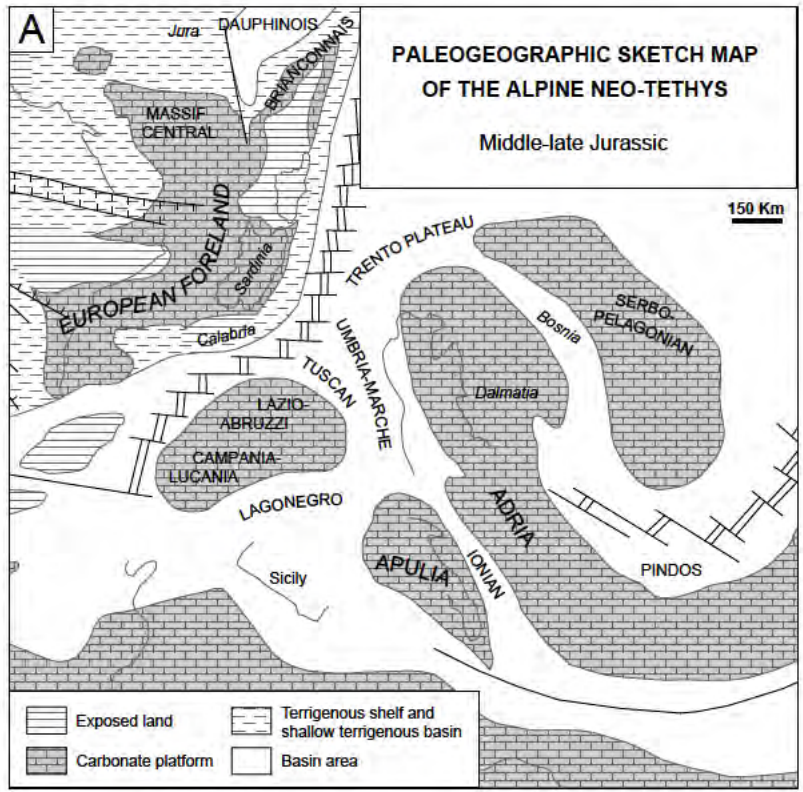 A
PALEOGEOGRAPHIC SKETCH MAP
OF THE ALPINE NEO-TETHYS
Middle-late Jurassic
150 Km
Jura
DAUPHINOIS
BRIANCONNAIS
MASSIF
CENTRAL
EUROPEAN FORELAND
Sardinia
Calabria
TRENTO PLATEAU
SERBO-
PELAGONIAN
Bosnia
UMBRIA-MARCHE
TUSCAN
Dalmatia
LAZIO-
ABRUZZI
CAMPANIA-
LUCANIA
LAGONEGRO
ADRIA
APULIA
IONIAN
PINDOS
Sicily
Exposed land
Terrigenous shelf and
shallow terrigenous basin
Carbonate platform
Basin area